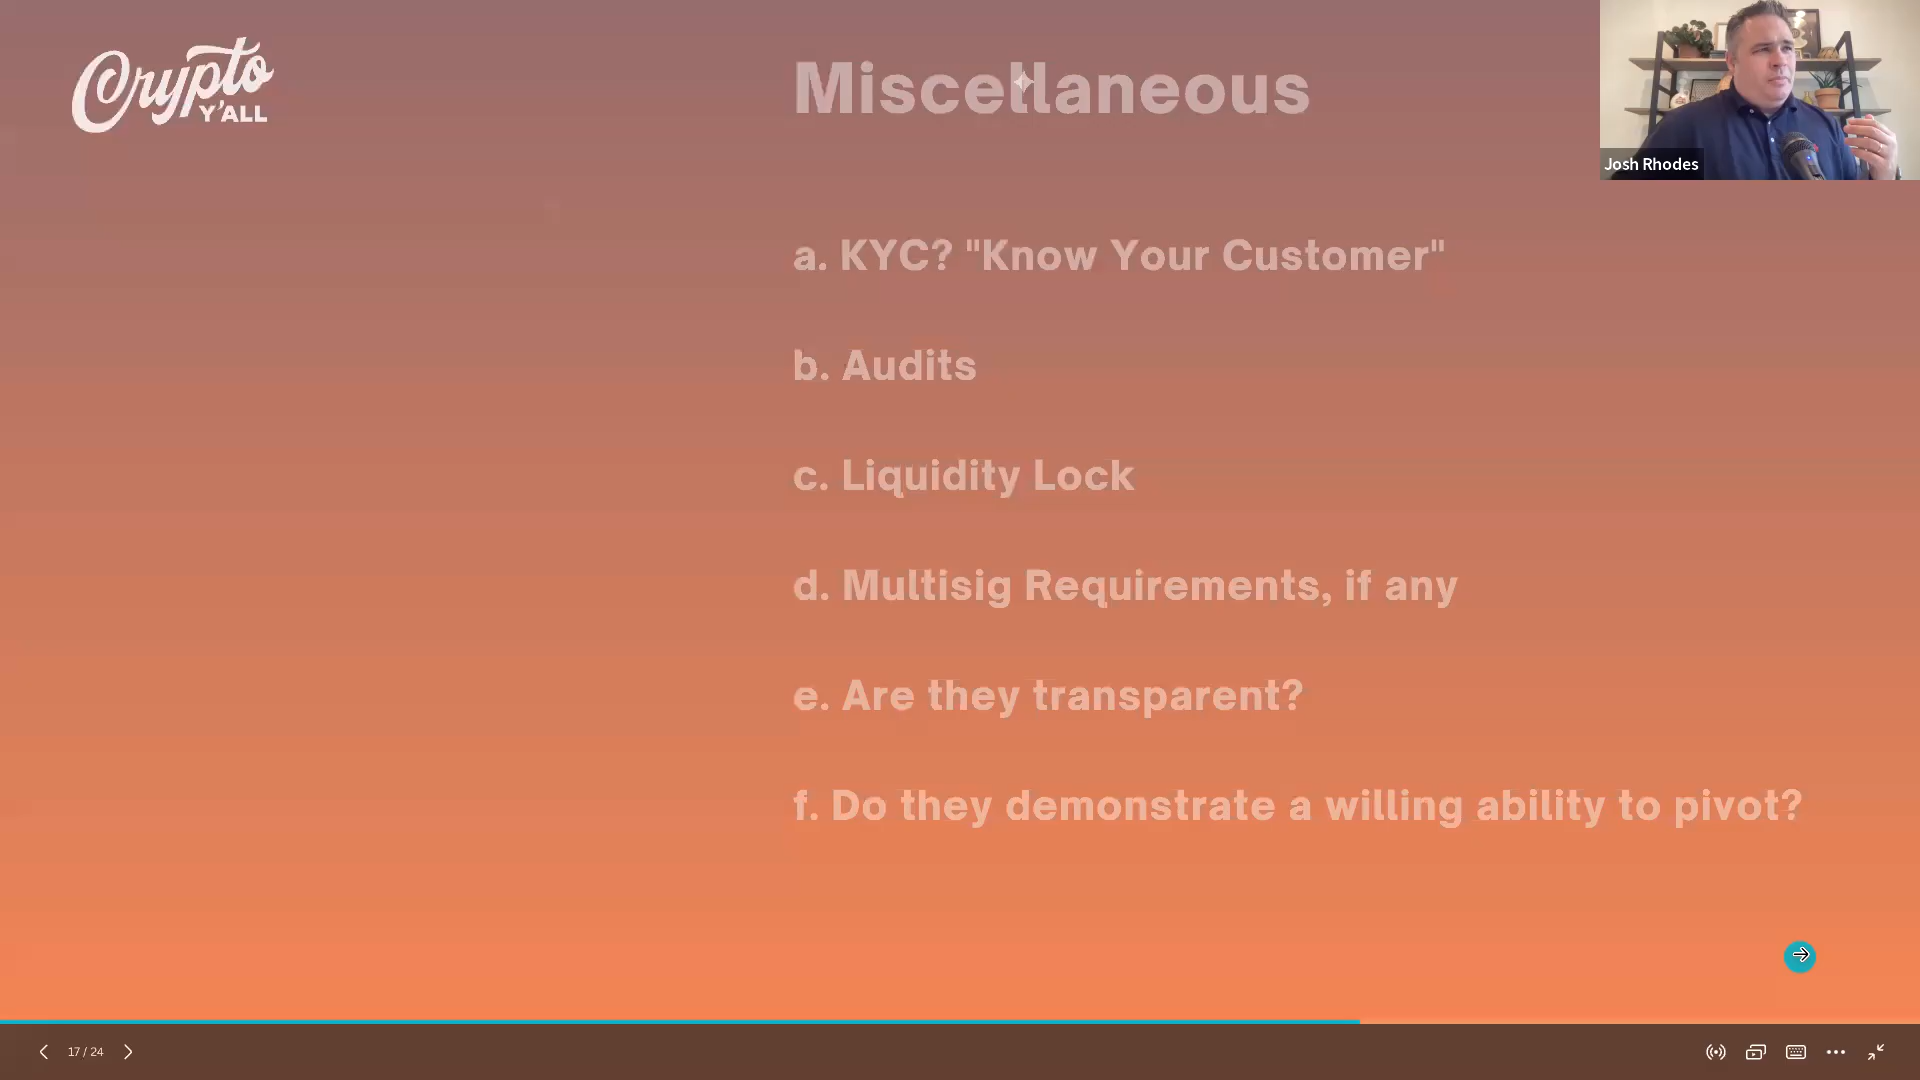 Crypto
Y'ALL
Miscellaneous
Josh Rhodes
a. KYC? "Know Your Customer"
b. Audits
c. Liquidity Lock
d. Multisig Requirements, if any
e. Are they transparent?
f. Do they demonstrate a willing ability to pivot?
17 / 24